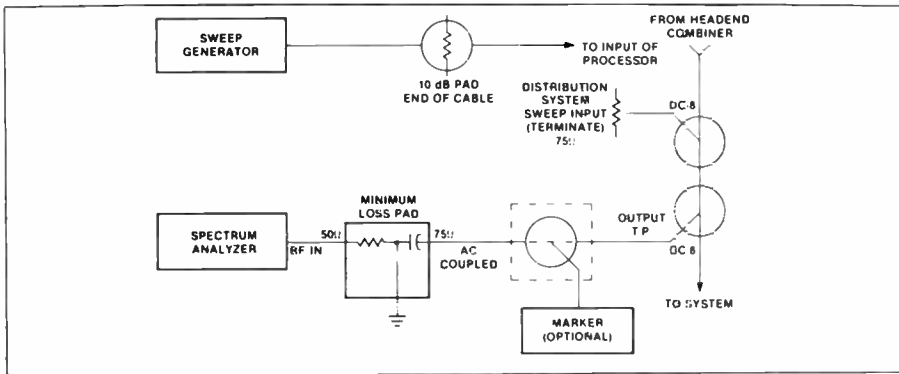 SWEEP
GENERATOR
10 dB PAD
END OF CABLE
TO INPUT OF
PROCESSOR
FROM HEADEND
COMBINER
DISTRIBUTION
SYSTEM
SWEEP INPUT
(TERMINATE)
75Ω
DC-8
SPECTRUM
ANALYZER
RF IN
50Ω
MINIMUM
LOSS PAD
75Ω
AC
COUPLED
MARKER
(OPTIONAL)
OUTPUT
T.P.
DC 8
TO SYSTEM